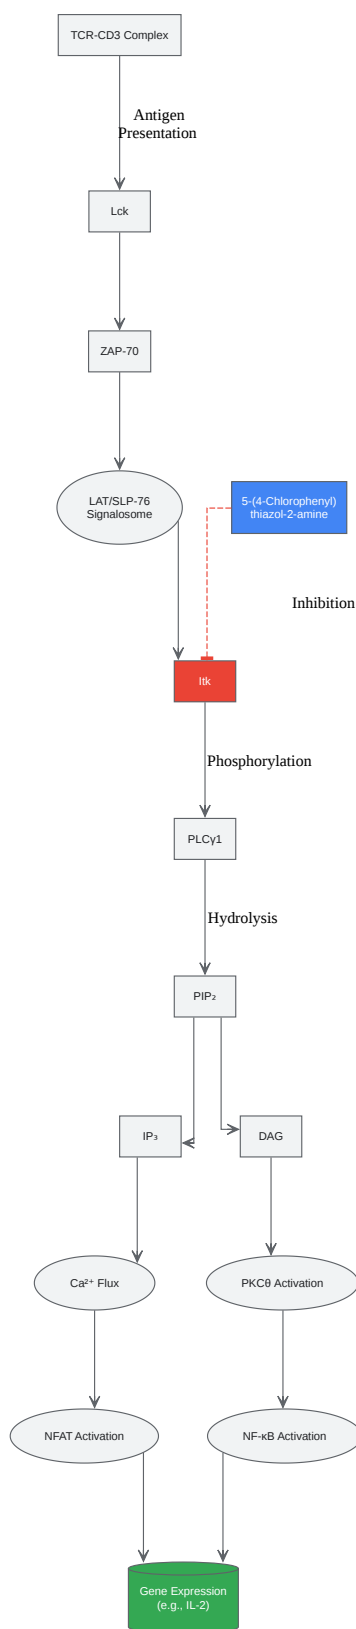 TCR-CD3 Complex
Antigen
Presentation
Lck
ZAP-70
LAT/SLP-76
Signalosome
5-(4-Chlorophenyl)
thiazol-2-amine
Inhibition
Itk
Phosphorylation
PLCγ1
Hydrolysis
PIP₂
IP₃
DAG
Ca²⁺ Flux
PKCθ Activation
NFAT Activation
NF-κB Activation
Gene Expression
(e.g., IL-2)